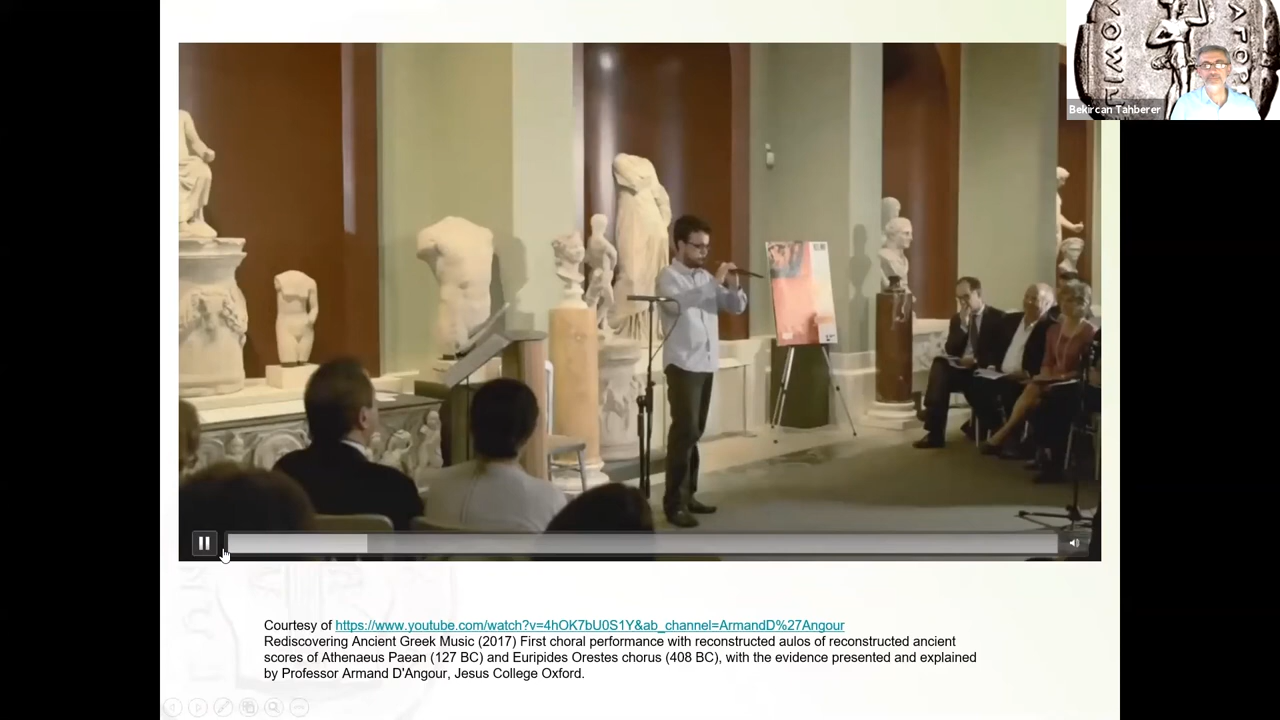 Bekircan Tahberer
Courtesy of https://www.youtube.com/watch?v=4hOK7bU0S1Y&ab_channel=ArmandD%27Angour
Rediscovering Ancient Greek Music (2017) First choral performance with reconstructed aulos of reconstructed ancient
scores of Athenaeus Paean (127 BC) and Euripides Orestes chorus (408 BC), with the evidence presented and explained
by Professor Armand D'Angour, Jesus College Oxford.